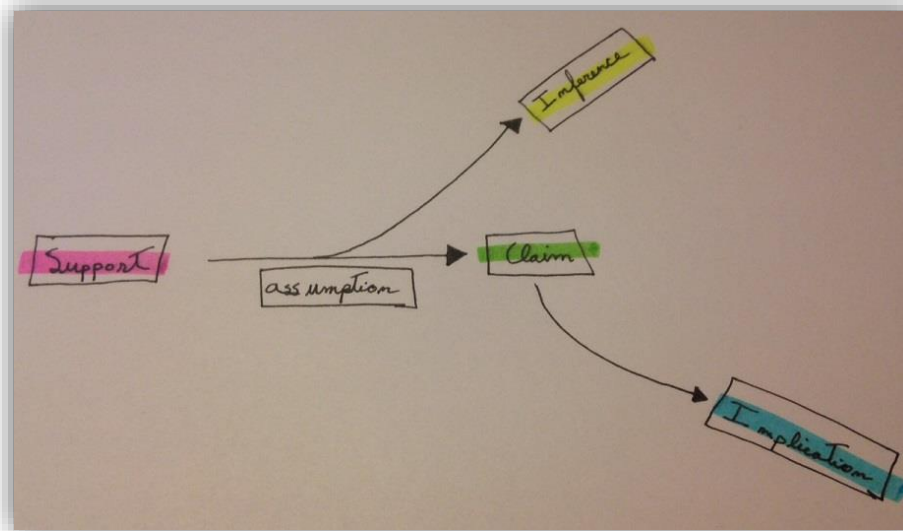 Inference
Support
Claim
assumption
Implication